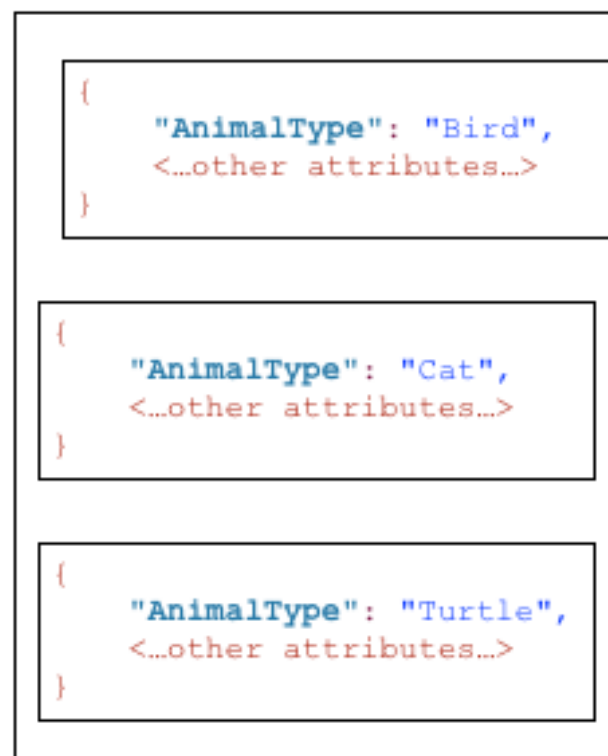 {
"AnimalType": "Bird",
<…other attributes…>
}
{
"AnimalType": "Cat",
<…other attributes…>
}
{
"AnimalType": "Turtle",
<…other attributes…>
}